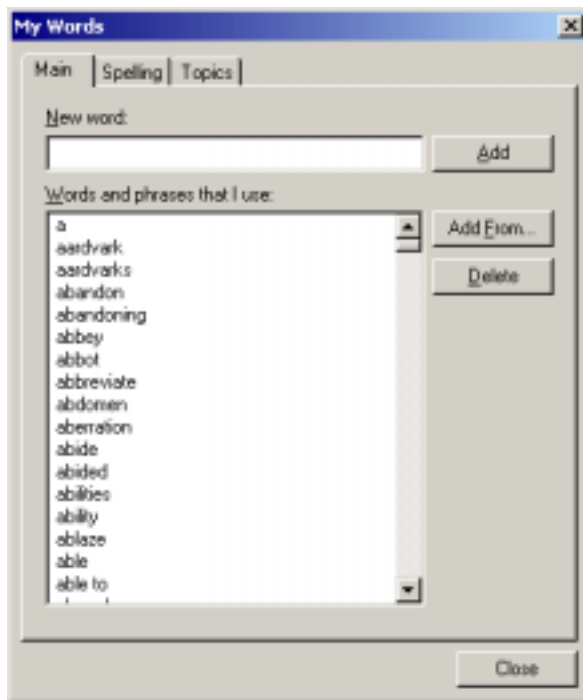 My Words
Main Spelling Topics
New word:
Add
Words and phrases that I use:
a
Add From...
aardvark
aardvarks
Delete
abandon
abandoning
abbey
abbot
abbreviate
abdomen
aberration
abide
abided
abilities
ability
ablaze
able
able to
Close